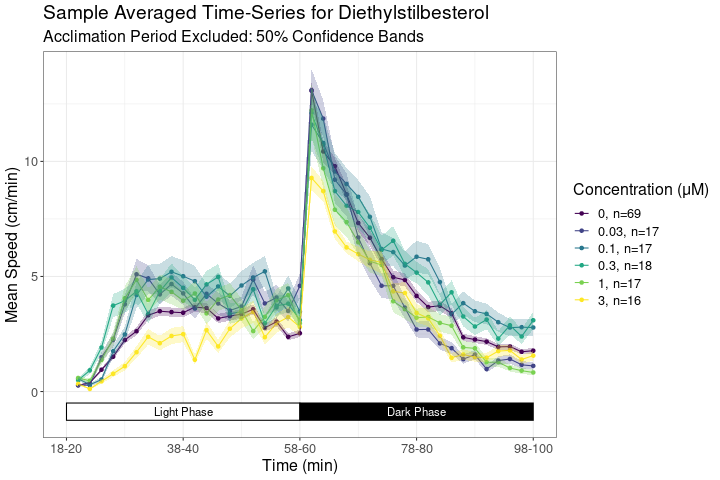 Sample Averaged Time-Series for Diethylstilbesterol
Acclimation Period Excluded: 50% Confidence Bands
Mean Speed (cm/min)
10
5
0
Light Phase
Dark Phase
18-20
38-40
58-60
78-80
98-100
Time (min)
Concentration (μM)
0, n=69
0.03, n=17
0.1, n=17
0.3, n=18
1, n=17
3, n=16